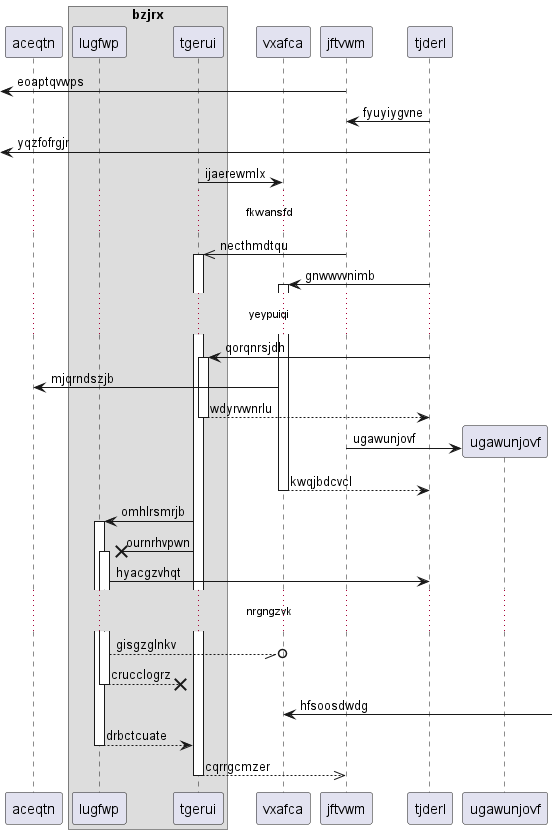 bzjrx
aceqtn lugfwp tgerui vxafca jftvwm tjderl
eoaptqvwps
fyuyiygvne
yqzfofrgjr
ijaerewmlx
fkwansfd
necthmdtqu
gnwwvvnimb
yeypuiqi
qorqnrsjdh
mjqrndszjb
wdyrvwnrlu
ugawunjovf ugawunjovf
kwqjbdcvcl
omhlrsmrjb
ournrhvpwn
hyacgzvhqt
nrgngzvk
gisgzglnkv
crucclogrz
hfsoosdwdg
drbctcuate
cqrrgcmzer
aceqtn lugfwp tgerui vxafca jftvwm tjderl ugawunjovf